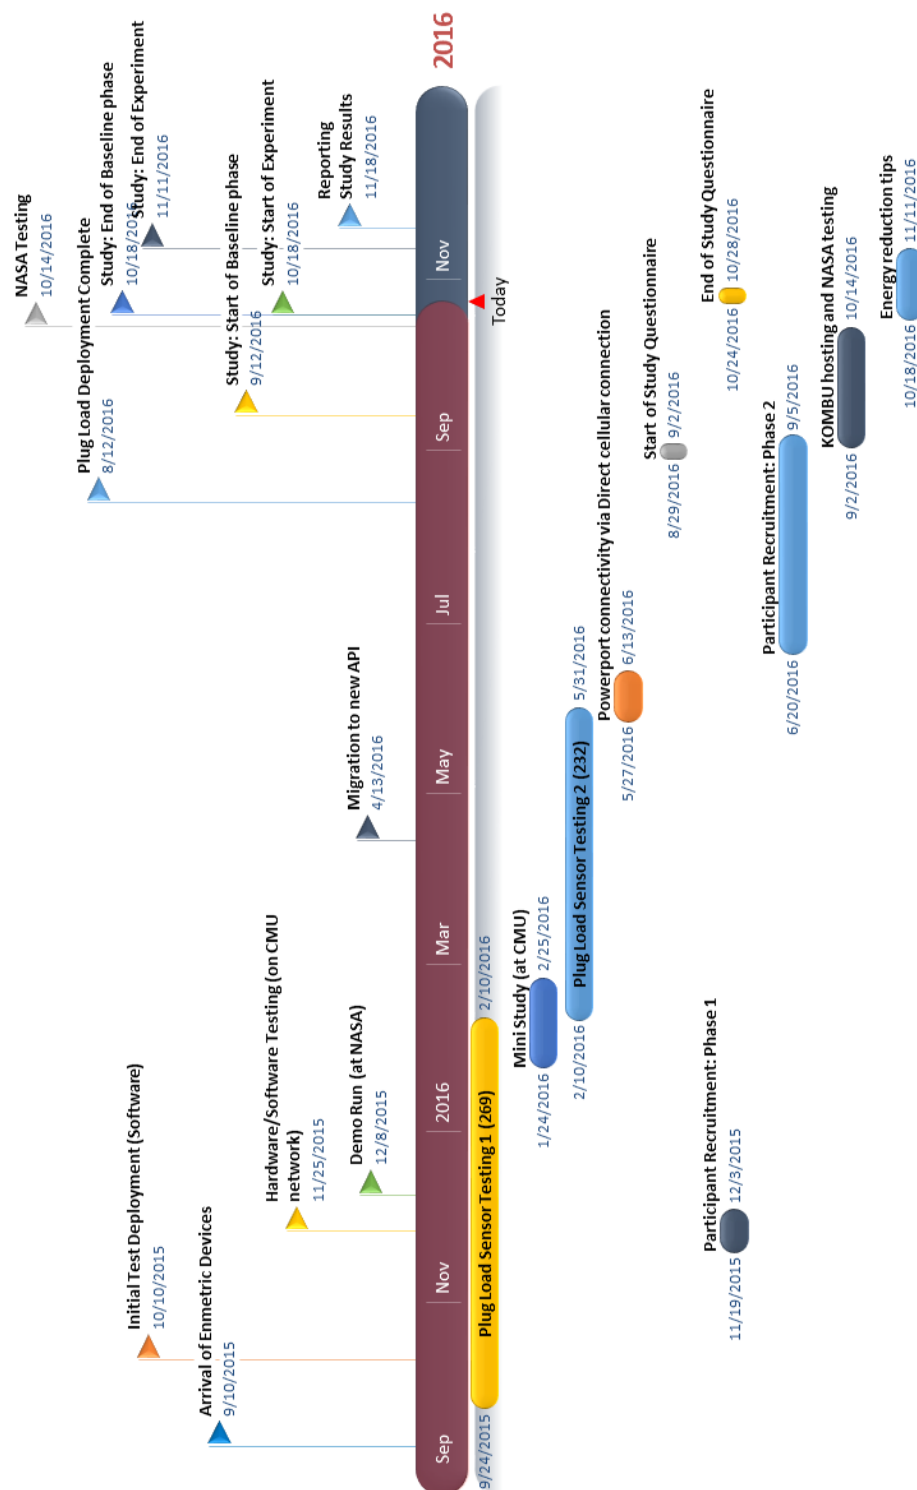 NASA Testing
10/14/2016
Plug Load Deployment Complete
8/12/2016
Study: End of Baseline phase
10/18/2016
Study: End of Experiment
11/11/2016
Initial Test Deployment (Software)
10/10/2015
Arrival of Enmetric Devices
9/10/2015
Study: Start of Baseline phase
9/12/2016
Study: Start of Experiment
10/18/2016
Hardware/Software Testing (on CMU
network)
11/25/2015
Demo Run (at NASA)
12/8/2015
Migration to new API
4/13/2016
Reporting
Study Results
11/18/2016
Sep
Nov
2016
Mar
May
Jul
Sep
Nov
2016
Today
9/24/2015
Plug Load Sensor Testing 1 (269)
2/10/2016
Mini Study (at CMU)
1/24/2016
2/25/2016
2/10/2016
Plug Load Sensor Testing 2 (232)
5/31/2016
Powerport connectivity via Direct cellular connection
5/27/2016
6/13/2016
Start of Study Questionnaire
8/29/2016
9/2/2016
End of Study Questionnaire
10/24/2016
10/28/2016
Participant Recruitment: Phase 1
11/19/2015
12/3/2015
Participant Recruitment: Phase 2
6/20/2016
9/5/2016
KOMBU hosting and NASA testing
9/2/2016
10/14/2016
Energy reduction tips
10/18/2016
11/11/2016